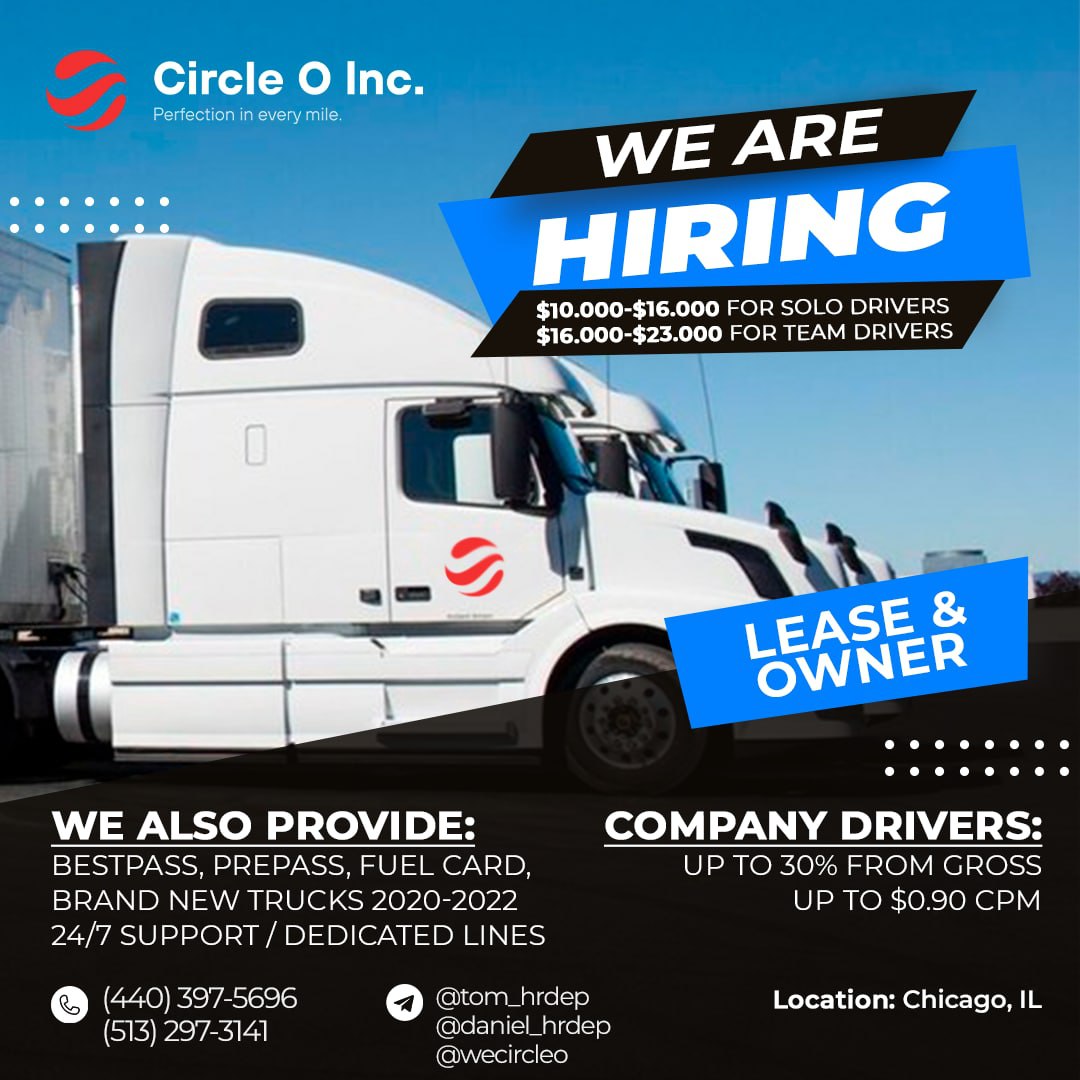 Circle O Inc.
Perfection in every mile.
WE ARE
HIRING
$10.000-$16.000 FOR SOLO DRIVERS
$16.000-$23.000 FOR TEAM DRIVERS
LEASE &
OWNER
WE ALSO PROVIDE:
BESTPASS, PREPASS, FUEL CARD,
BRAND NEW TRUCKS 2020-2022
24/7 SUPPORT / DEDICATED LINES
COMPANY DRIVERS:
UP TO 30% FROM GROSS
UP TO $0.90 CPM
(440) 397-5696
(513) 297-3141
@tom_hrdep
@daniel_hrdep
@wecircleo
Location: Chicago, IL